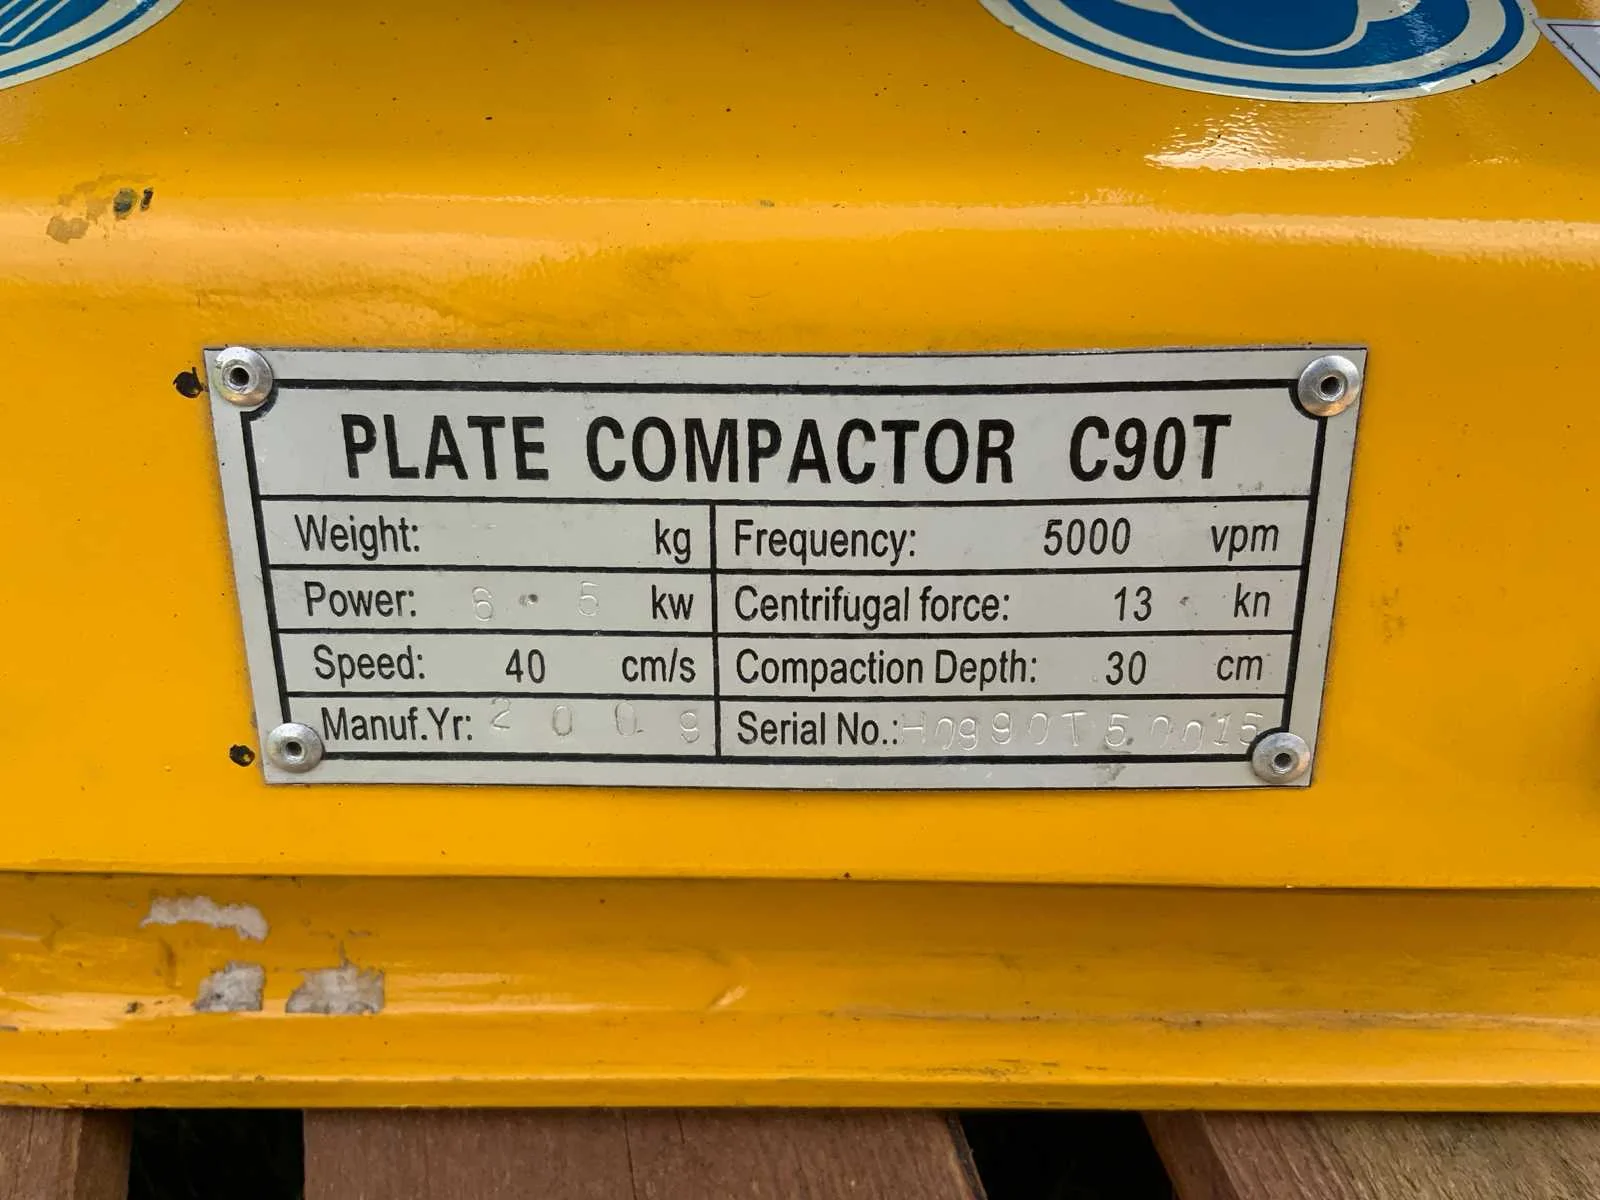 PLATE COMPACTOR C90T
Weight: kg Frequency: 5000 vpm
Power: 6.5 kw Centrifugal force: 13 kn
Speed: 40 cm/s Compaction Depth: 30 cm
Manuf.Yr: 2009 Serial No.: